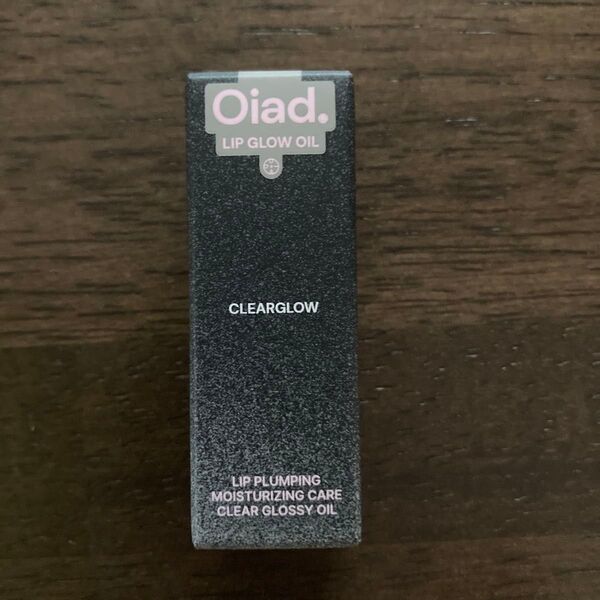 Oiad.
LIP GLOW OIL
CLEARGLOW
LIP PLUMPING
MOISTURIZING CARE
CLEAR GLOSSY OIL